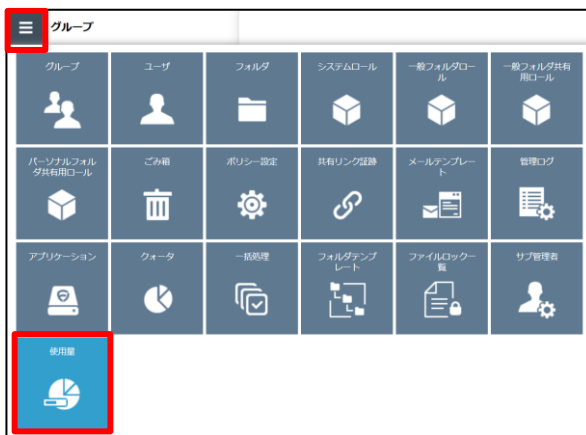 グループ
グループ
ユーザ
フォルダ
システムロール
一般フォルダロー
ル
一般フォルダ共有
用ロール
パーソナルフォル
ダ共有用ロール
ごみ箱
ポリシー設定
共有リンク証跡
メールテンプレー
ト
管理ログ
アプリケーション
クォータ
一括処理
フォルダテンプ
レート
ファイルロック一
覧
サブ管理者
使用量